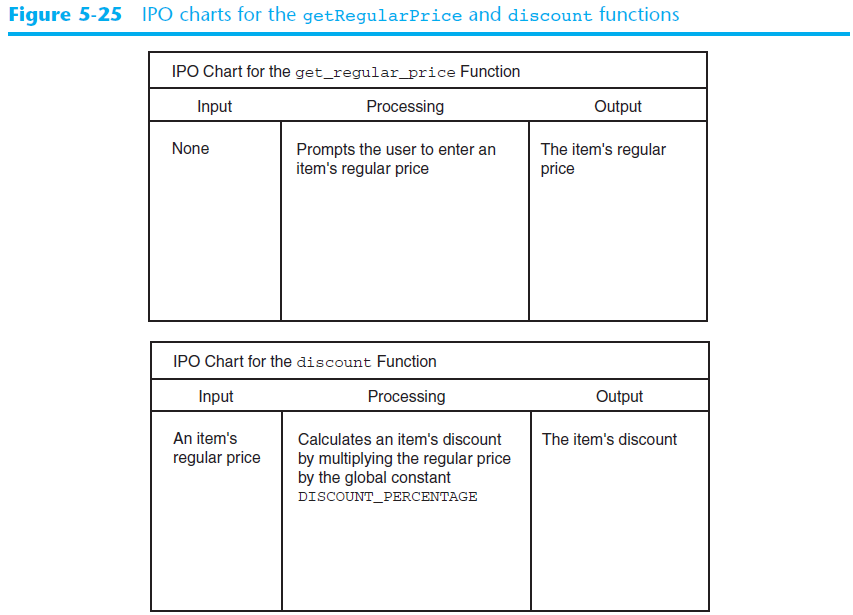 Figure 5-25 IPO charts for the getRegularPrice and discount functions
IPO Chart for the get_regular_price Function
Input Processing Output
None
Prompts the user to enter an
item's regular price
The item's regular
price
IPO Chart for the discount Function
Input Processing Output
An item's
regular price
Calculates an item's discount
by multiplying the regular price
by the global constant
DISCOUNT_PERCENTAGE
The item's discount